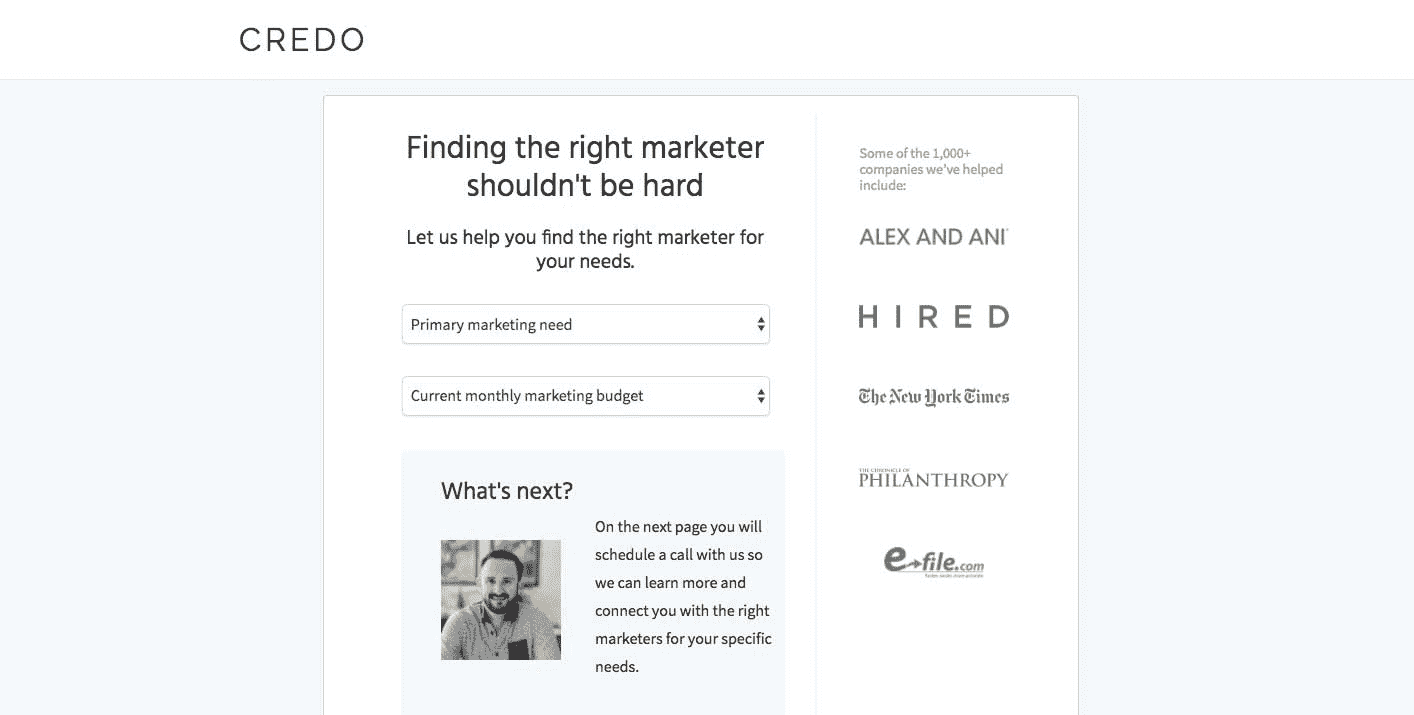 CREDO
Finding the right marketer
shouldn't be hard
Let us help you find the right marketer for
your needs.
Primary marketing need
Current monthly marketing budget
What's next?
On the next page you will
schedule a call with us so
we can learn more and
connect you with the right
marketers for your specific
needs.
Some of the 1,000+
companies we've helped
include:
ALEX AND ANI
HIRED
The New York Times
THE CHRONICLE OF
PHILANTHROPY
e-file.com